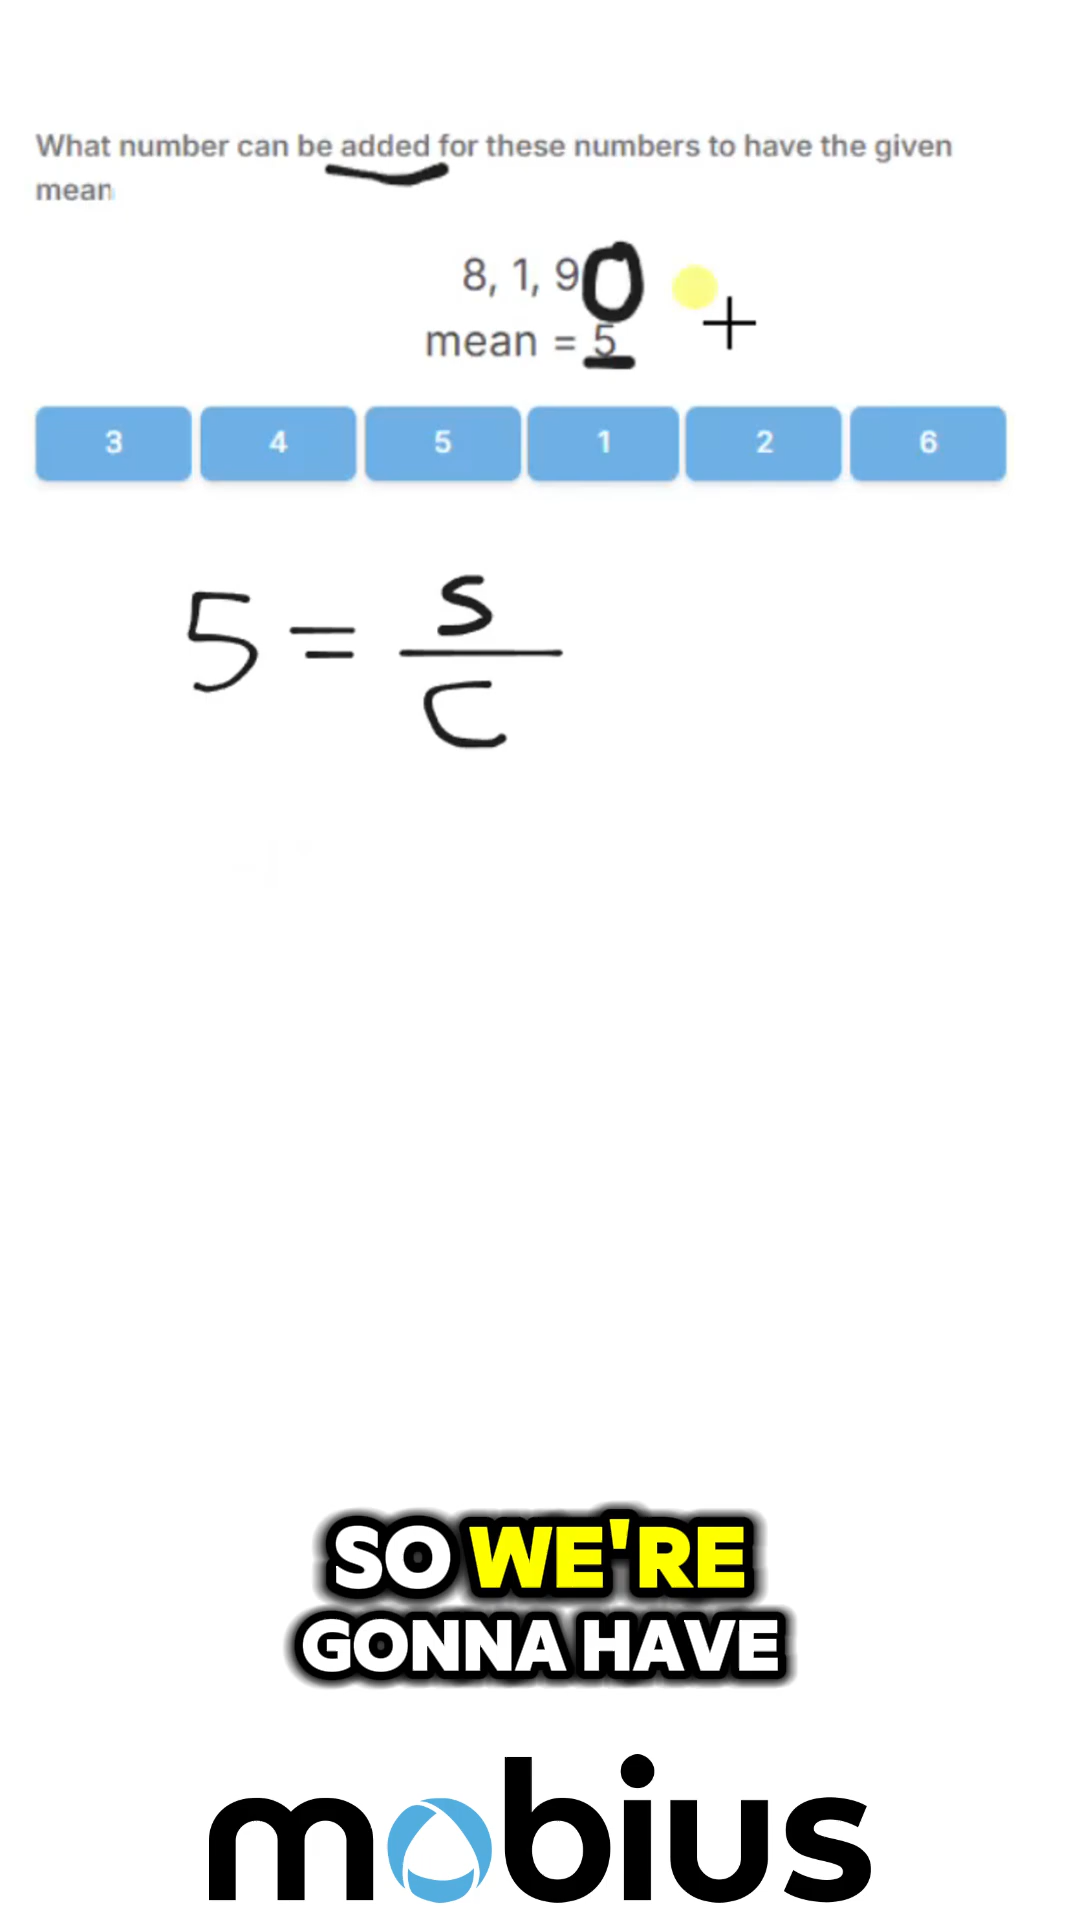 What number can be added for these numbers to have the given
mean
8, 1, 9 0
mean = 5
3 4 5 1 2 6
5 = s
c
SO WE'RE
GONNA HAVE
mobius